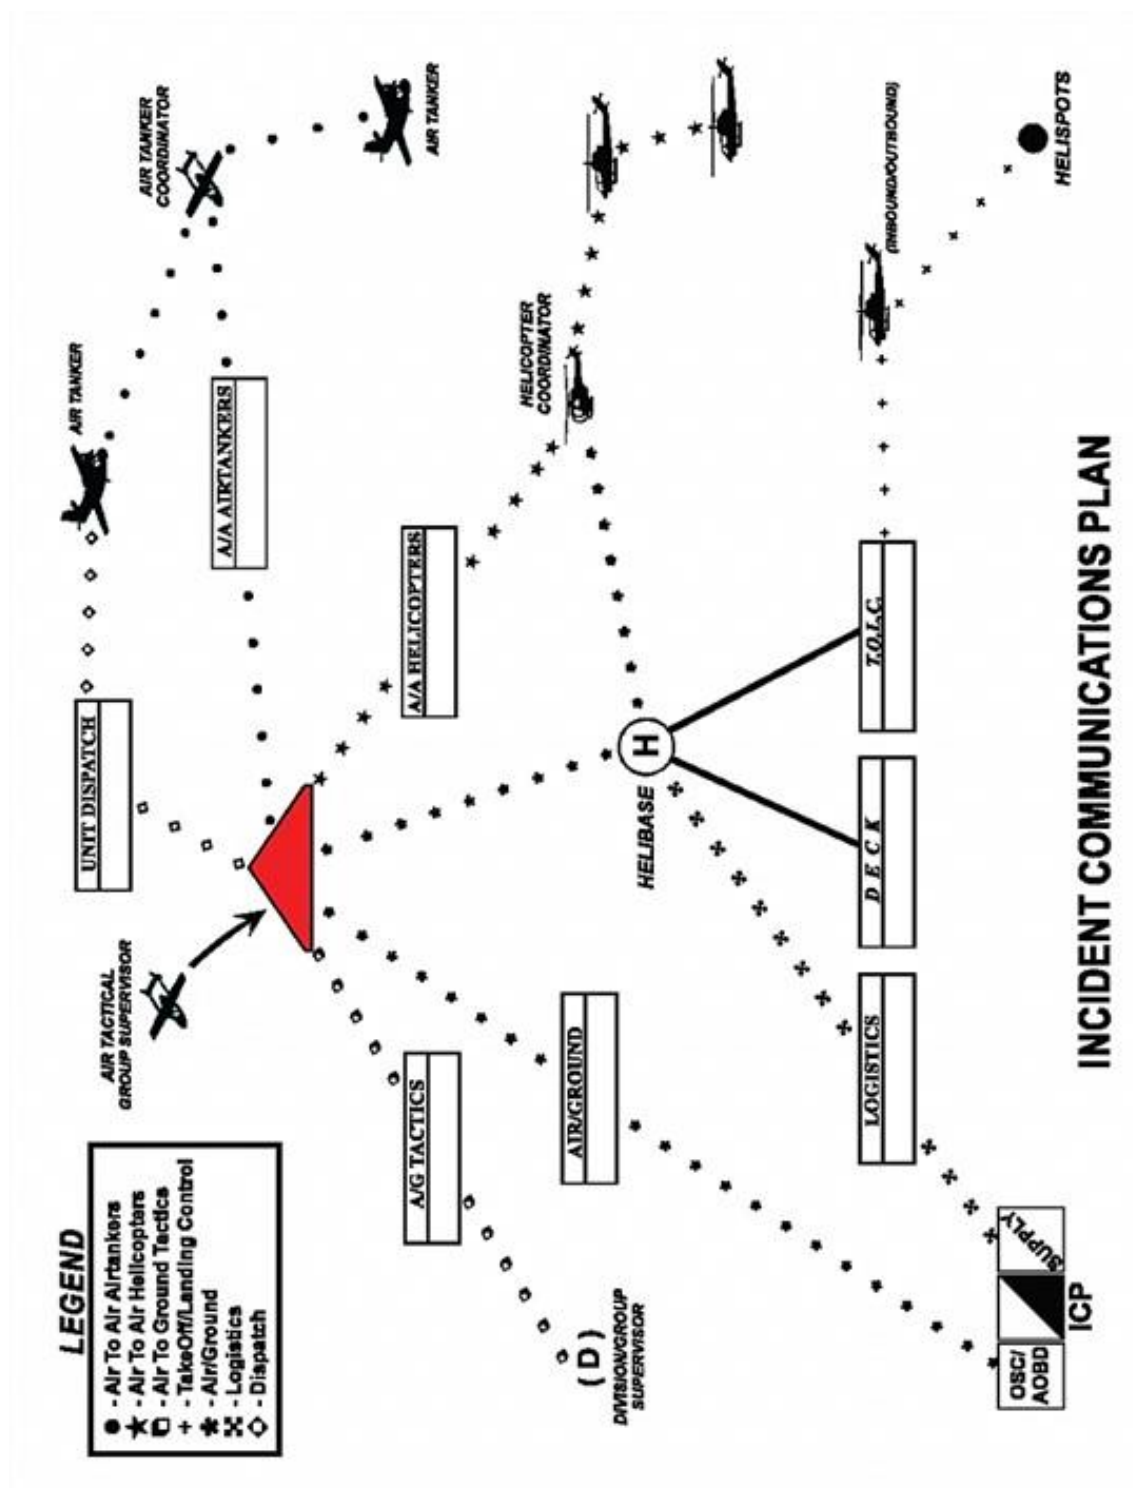 LEGEND
- Air To Air Airtankers
- Air To Air Helicopters
- Air To Ground Tactics
- TakeOff/Landing Control
- Air/Ground
- Logistics
- Dispatch
AIR TACTICAL
GROUP SUPERVISOR
UNIT DISPATCH
AIR TANKER
AIR TANKER
COORDINATOR
A/A AIRTANKERS
AIR TANKER
A/G TACTICS
A/A HELICOPTERS
HELICOPTER
COORDINATOR
(D)
DIVISION/GROUP
SUPERVISOR
AIR/GROUND
HELIBASE
H
LOGISTICS
D E C K
T.O.L.C.
(INBOUND/OUTBOUND)
HELISPOTS
OSC/
AOBD
SUPPLY
ICP
INCIDENT COMMUNICATIONS PLAN